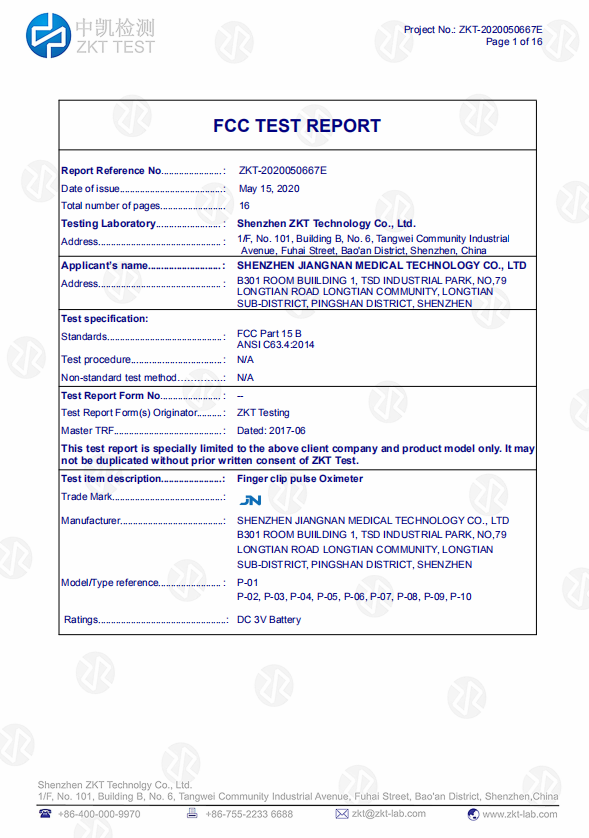 中凯检测
ZKT TEST
Project No.: ZKT-2020050667E
Page 1 of 16
FCC TEST REPORT
Report Reference No.......................: ZKT-2020050667E
Date of issue.......................................: May 15, 2020
Total number of pages......................... 16
Testing Laboratory........................: Shenzhen ZKT Technology Co., Ltd.
Address............................................... : 1/F, No. 101, Building B, No. 6, Tangwei Community Industrial
Avenue, Fuhai Street, Bao'an District, Shenzhen, China
Applicant's name...........................: SHENZHEN JIANGNAN MEDICAL TECHNOLOGY CO., LTD
Address............................................... : B301 ROOM BUIILDING 1, TSD INDUSTRIAL PARK, NO,79
LONGTIAN ROAD LONGTIAN COMMUNITY, LONGTIAN
SUB-DISTRICT, PINGSHAN DISTRICT, SHENZHEN
Test specification:
Standards............................................ : FCC Part 15 B
ANSI C63.4:2014
Test procedure................................... : N/A
Non-standard test method…………..: N/A
Test Report Form No....................... : --
Test Report Form(s) Originator..........: ZKT Testing
Master TRF......................................... : Dated: 2017-06
This test report is specially limited to the above client company and product model only. It may
not be duplicated without prior written consent of ZKT Test.
Test item description.......................: Finger clip pulse Oximeter
Trade Mark..........................................: JN
Manufacturer.......................................: SHENZHEN JIANGNAN MEDICAL TECHNOLOGY CO., LTD
B301 ROOM BUIILDING 1, TSD INDUSTRIAL PARK, NO,79
LONGTIAN ROAD LONGTIAN COMMUNITY, LONGTIAN
SUB-DISTRICT, PINGSHAN DISTRICT, SHENZHEN
Model/Type reference........................ : P-01
P-02, P-03, P-04, P-05, P-06, P-07, P-08, P-09, P-10
Ratings.................................................: DC 3V Battery
Shenzhen ZKT Technolgy Co., Ltd.
1/F, No. 101, Building B, No. 6, Tangwei Community Industrial Avenue, Fuhai Street, Bao'an District, Shenzhen,China
+86-400-000-9970 +86-755-2233 6688 zkt@zkt-lab.com www.zkt-lab.com